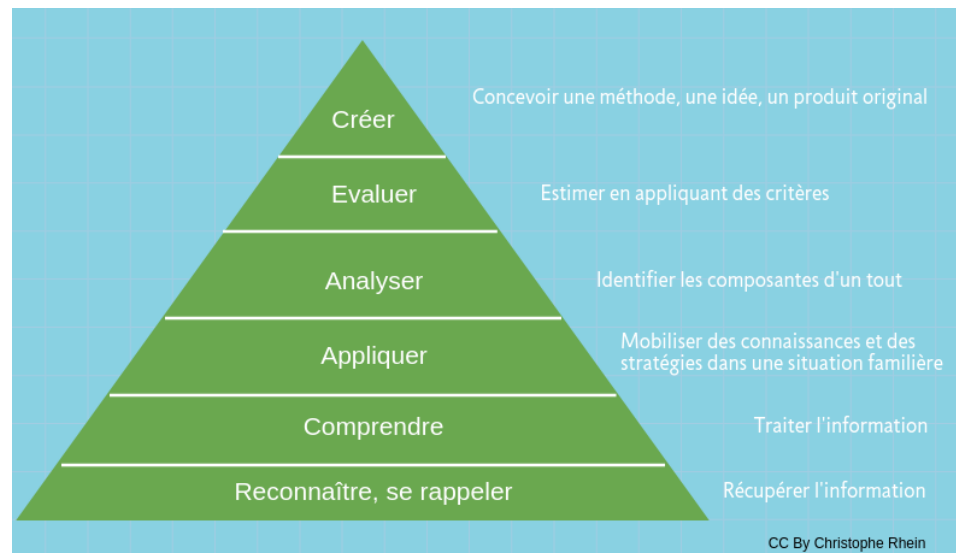 Créer
Concevoir une méthode, une idée, un produit original
Evaluer
Estimer en appliquant des critères
Analyser
Identifier les composantes d'un tout
Appliquer
Mobiliser des connaissances et des
stratégies dans une situation familière
Comprendre
Traiter l'information
Reconnaître, se rappeler
Récupérer l'information
CC By Christophe Rhein